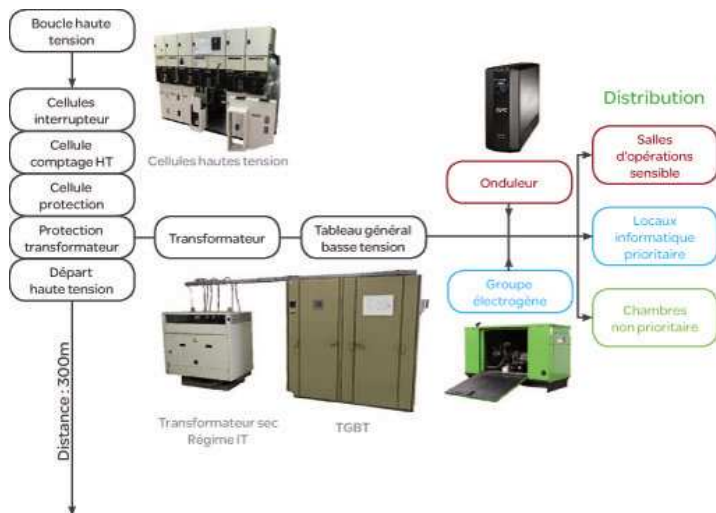 Boucle haute
tension
Cellules
interrupteur
Cellule
comptage HT
Cellule
protection
Protection
transformateur
Départ
haute tension
Distance : 300m
Cellules hautes tension
Transformateur
Tableau général
basse tension
Transformateur sec
Régime IT
TGBT
Onduleur
Groupe
électrogène
APC
Distribution
Salles
d'opérations
sensible
Locaux
informatique
prioritaire
Chambres
non prioritaire